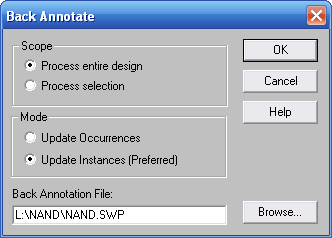 Back Annotate
Scope
Process entire design
Process selection
Mode
Update Occurrences
Update Instances (Preferred)
Back Annotation File:
L:\NAND\NAND.SWP
OK
Cancel
Help
Browse...